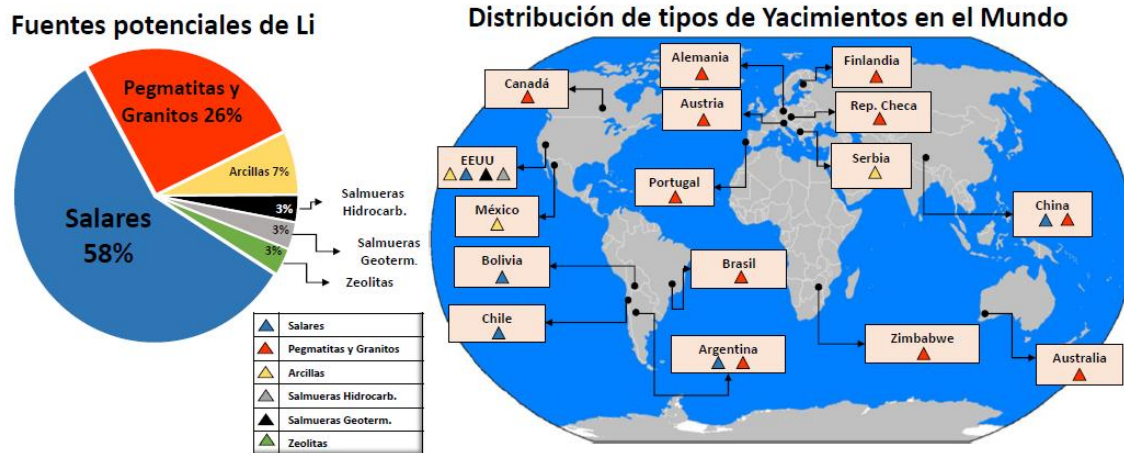 Fuentes potenciales de Li
Pegmatitas y
Granitos 26%
Arcillas 7%
3%
Salmueras
Hidrocarb.
3%
Salmueras
Geoterm.
3%
Zeolitas
Salares
58%
Salares
Pegmatitas y Granitos
Arcillas
Salmueras Hidrocarb.
Salmueras Geoterm.
Zeolitas
Distribución de tipos de Yacimientos en el Mundo
Alemania
Finlandia
Canadá
Austria
Rep. Checa
EEUU
Serbia
Portugal
México
China
Bolivia
Brasil
Chile
Argentina
Zimbabwe
Australia